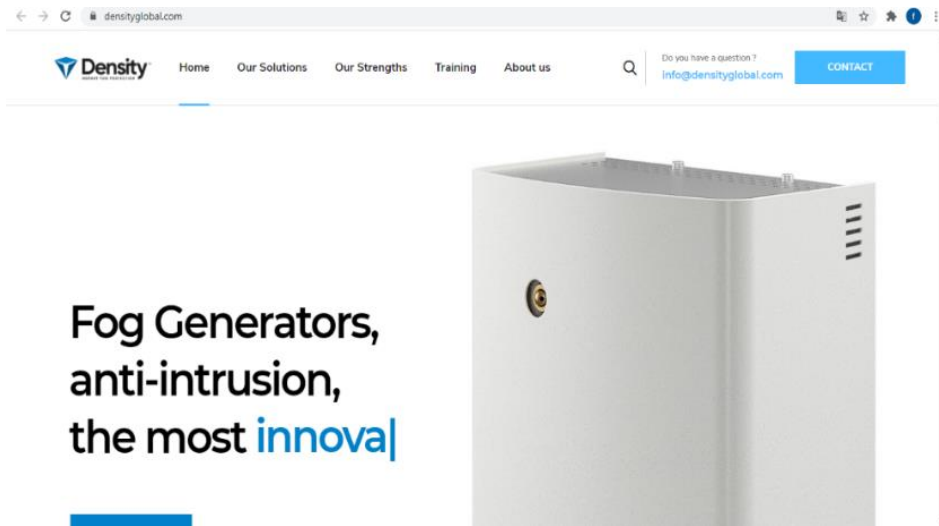 densityglobal.com
Density
Home
Our Solutions
Our Strengths
Training
About us
Do you have a question ?
info@densityglobal.com
CONTACT
Fog Generators,
anti-intrusion,
the most innova|